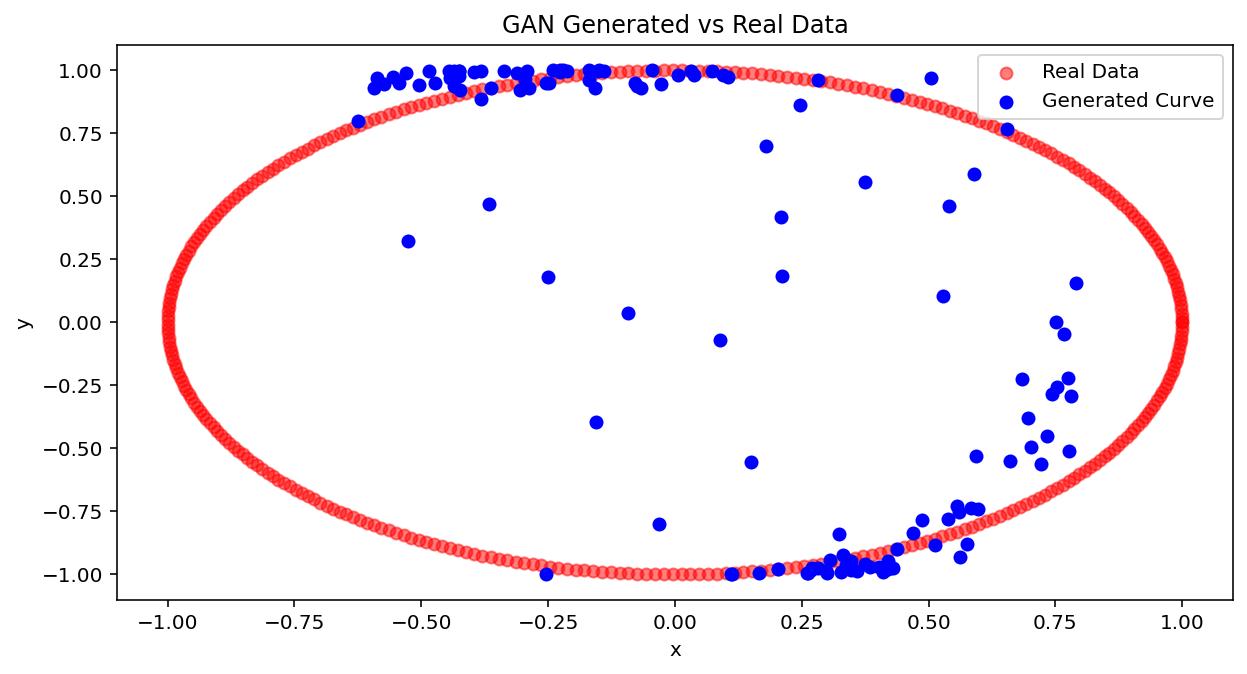 GAN Generated vs Real Data
Real Data
Generated Curve
1.00
0.75
0.50
0.25
0.00
−0.25
−0.50
−0.75
−1.00
y
−1.00 −0.75 −0.50 −0.25 0.00 0.25 0.50 0.75 1.00
x